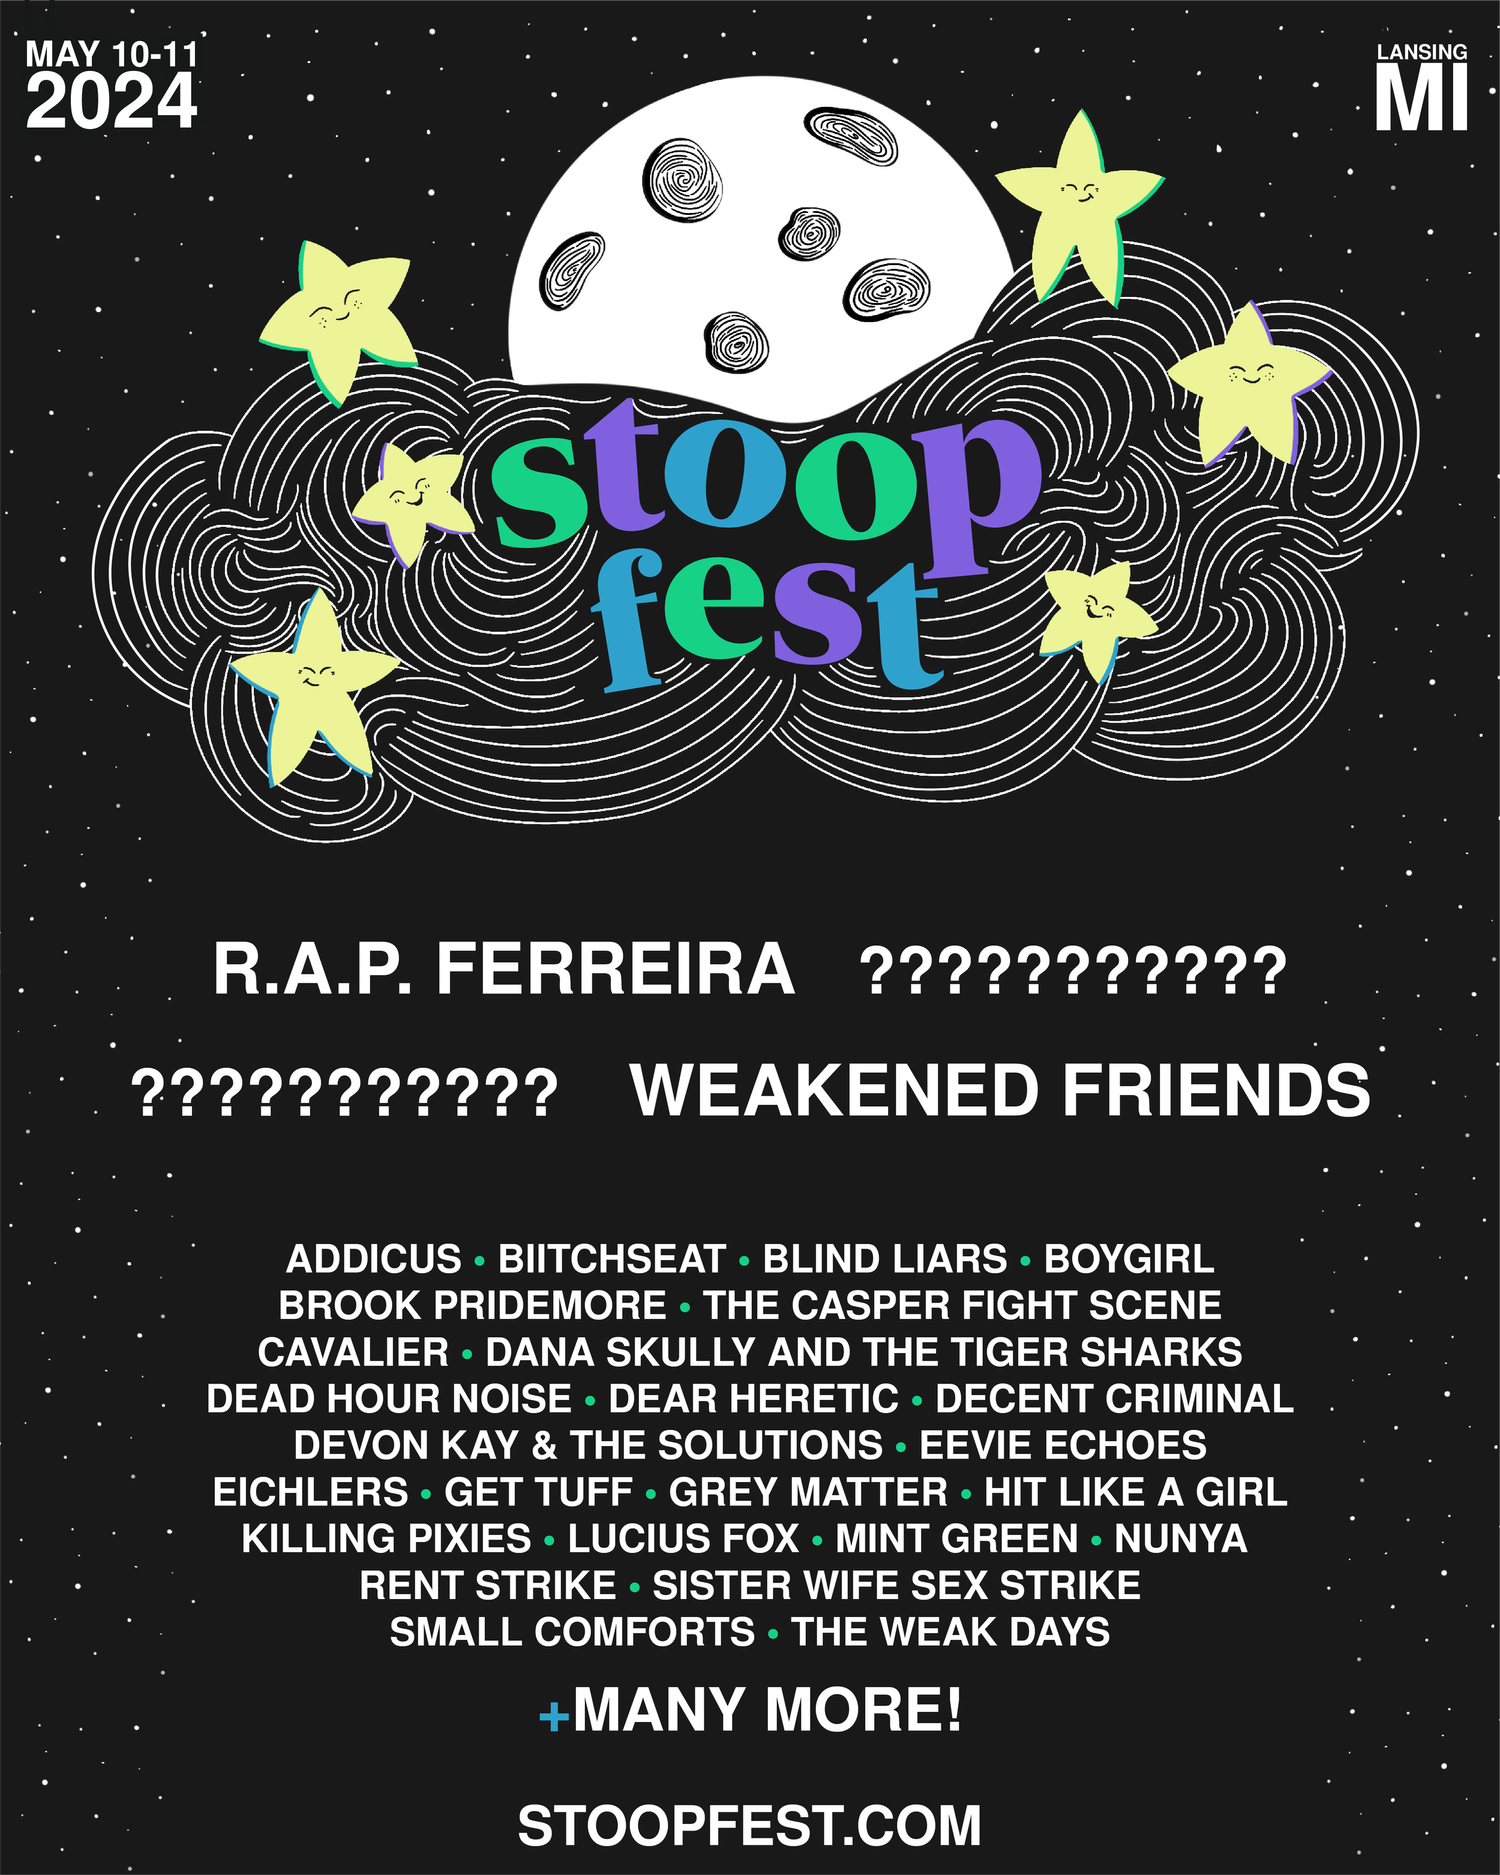 MAY 10-11
2024
LANSING
MI
stoop
fest
R.A.P. FERREIRA ???????????
??????????? WEAKENED FRIENDS
ADDICUS • BIITCHSEAT • BLIND LIARS • BOYGIRL
BROOK PRIDEMORE • THE CASPER FIGHT SCENE
CAVALIER • DANA SKULLY AND THE TIGER SHARKS
DEAD HOUR NOISE • DEAR HERETIC • DECENT CRIMINAL
DEVON KAY & THE SOLUTIONS • EEVIE ECHOES
EICHLERS • GET TUFF • GREY MATTER • HIT LIKE A GIRL
KILLING PIXIES • LUCIUS FOX • MINT GREEN • NUNYA
RENT STRIKE • SISTER WIFE SEX STRIKE
SMALL COMFORTS • THE WEAK DAYS
+MANY MORE!
STOOPFEST.COM